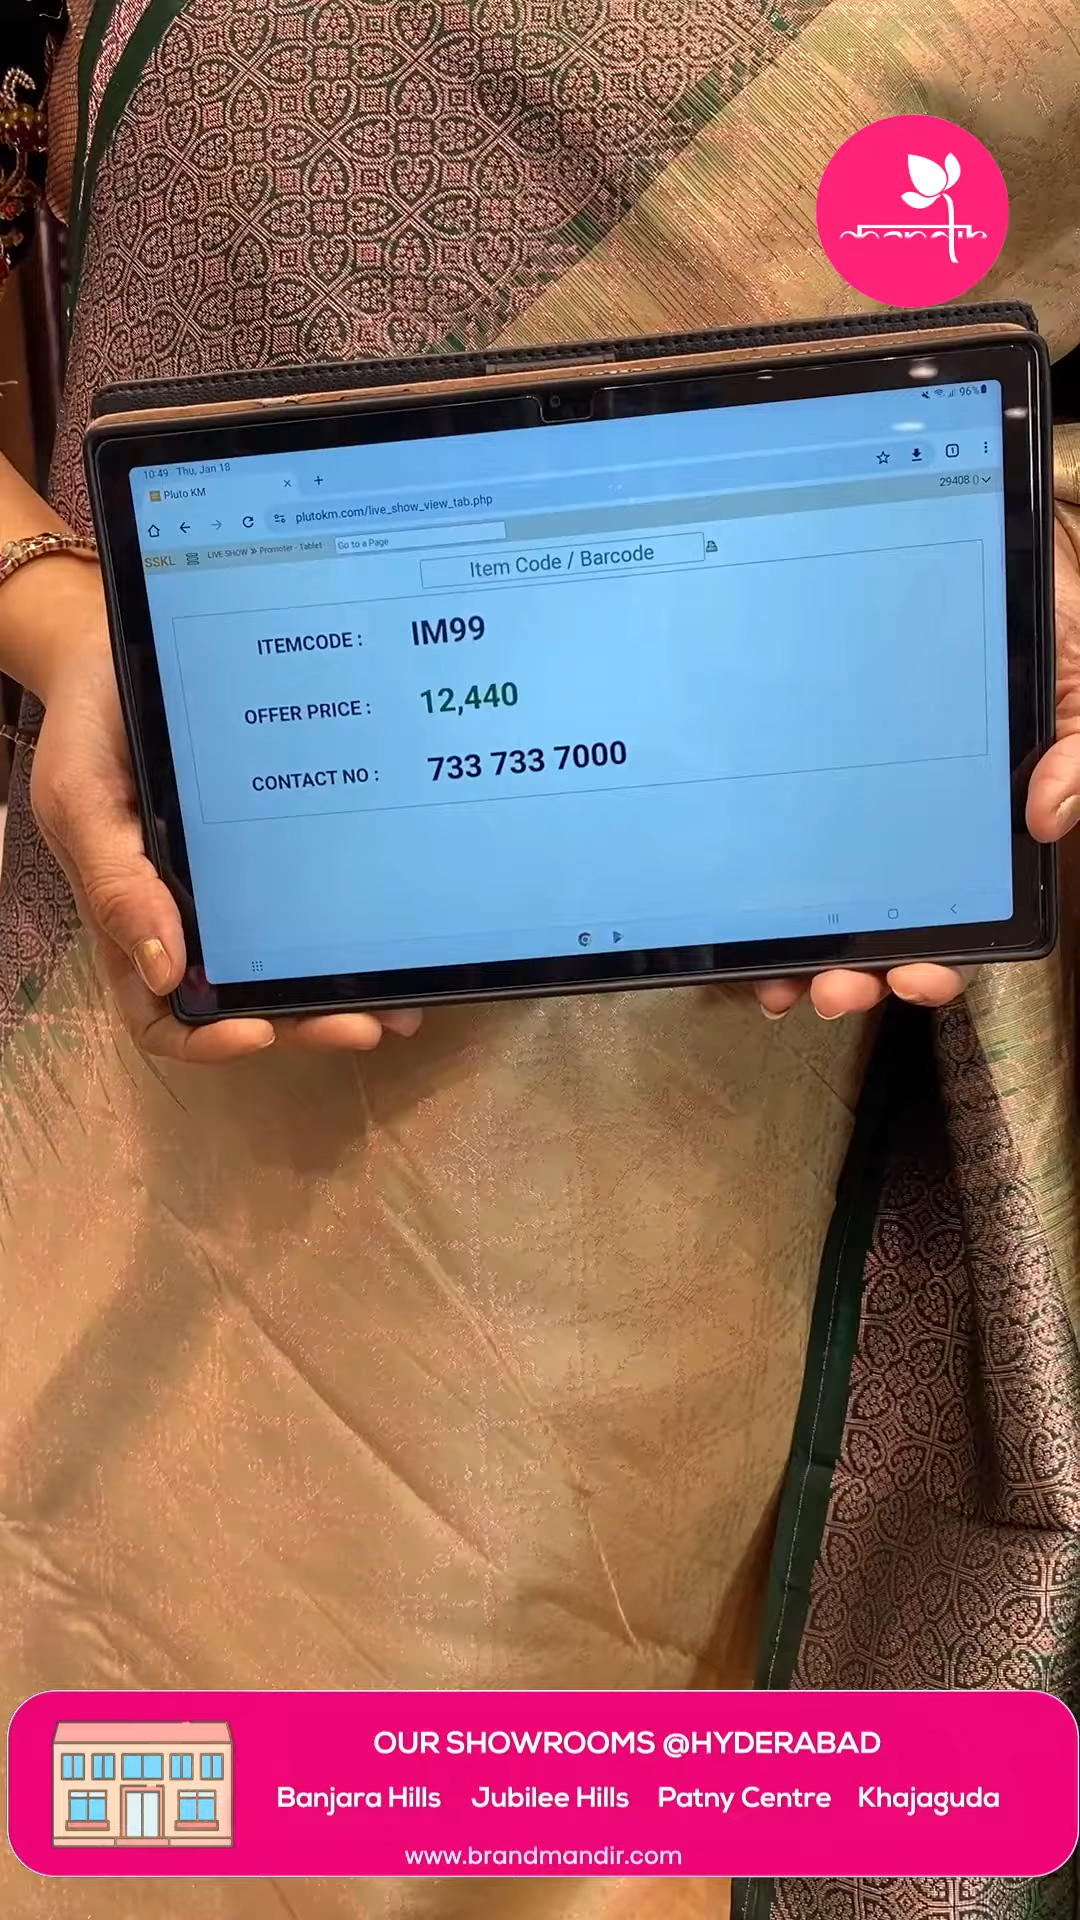 mandir
10:49 Thu, Jan 18
96%
Pluto KM
plutokm.com/live_show_view_tab.php
29408 ()
SSKL
LIVE SHOW >> Promoter - Tablet
Go to a Page
Item Code / Barcode
ITEMCODE : IM99
OFFER PRICE : 12,440
CONTACT NO : 733 733 7000
OUR SHOWROOMS @HYDERABAD
Banjara Hills Jubilee Hills Patny Centre Khajaguda
www.brandmandir.com